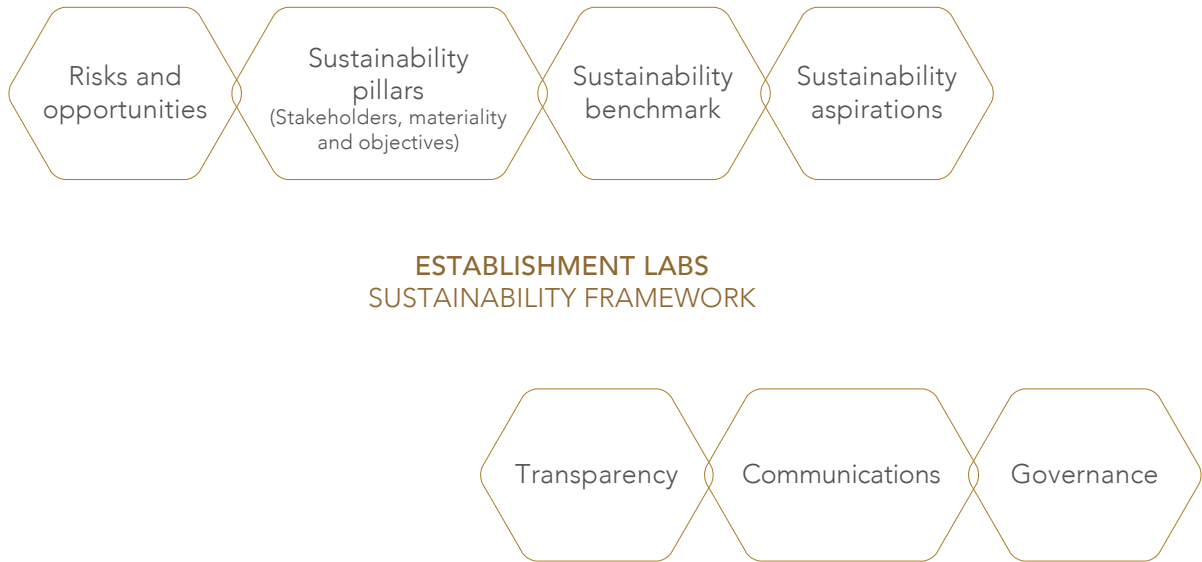 Risks and
opportunities
Sustainability
pillars
(Stakeholders, materiality
and objectives)
Sustainability
benchmark
Sustainability
aspirations
ESTABLISHMENT LABS
SUSTAINABILITY FRAMEWORK
Transparency
Communications
Governance